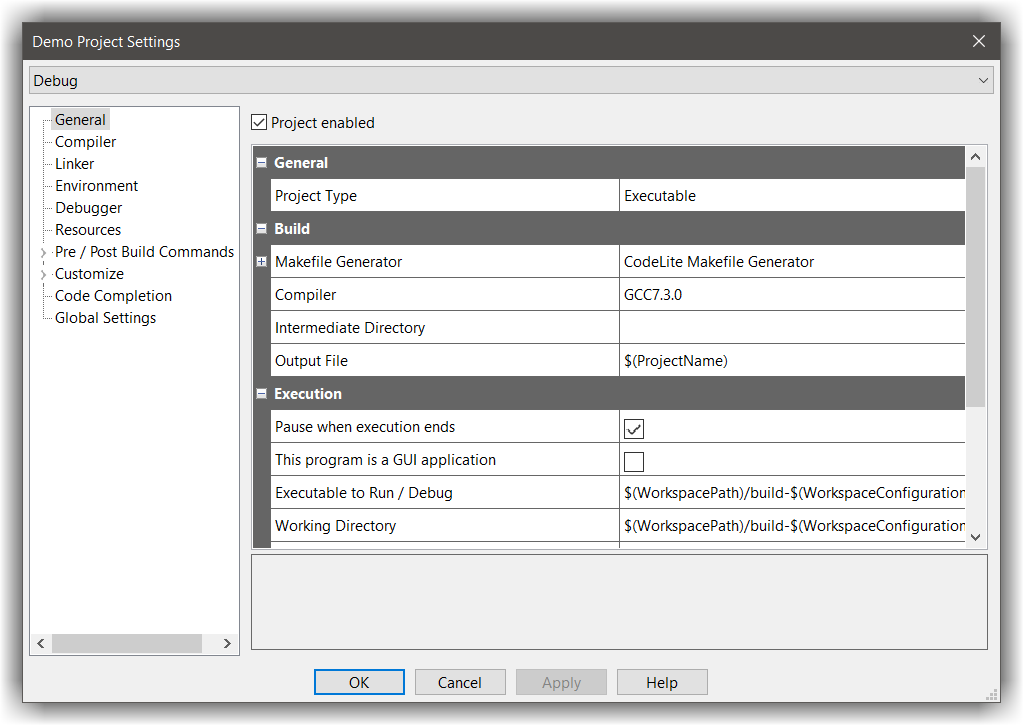 Demo Project Settings
Debug
General
Compiler
Linker
Environment
Debugger
Resources
Pre / Post Build Commands
Customize
Code Completion
Global Settings
Project enabled
General
Project Type Executable
Build
Makefile Generator CodeLite Makefile Generator
Compiler GCC7.3.0
Intermediate Directory
Output File $(ProjectName)
Execution
Pause when execution ends
This program is a GUI application
Executable to Run / Debug $(WorkspacePath)/build-$(WorkspaceConfiguration
Working Directory $(WorkspacePath)/build-$(WorkspaceConfiguration
OK Cancel Apply Help